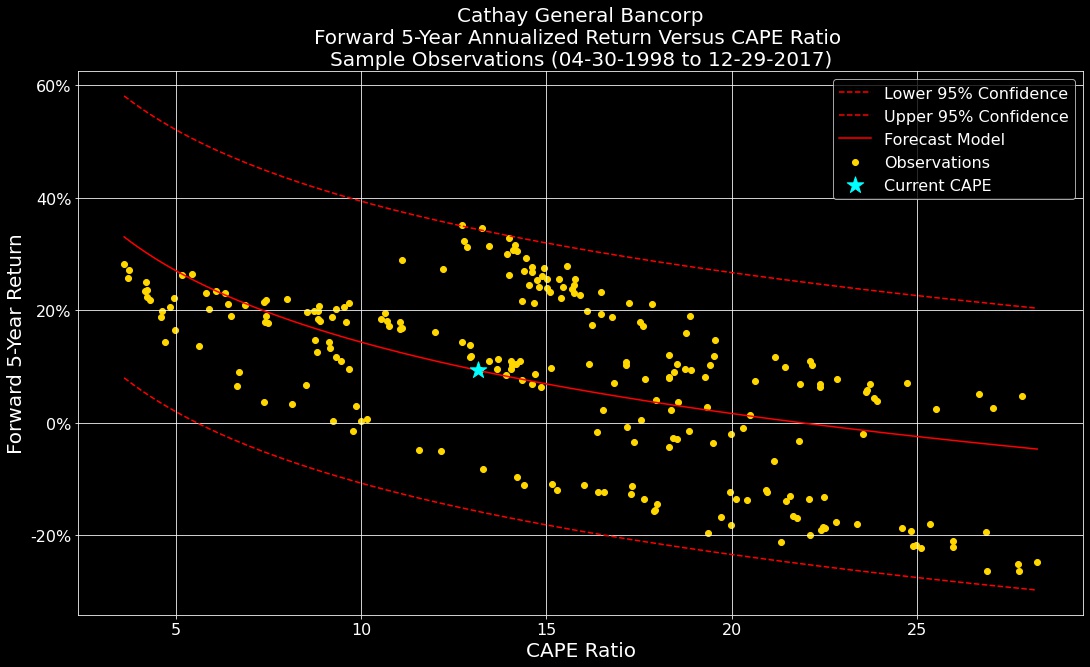 Cathay General Bancorp
Forward 5-Year Annualized Return Versus CAPE Ratio
Sample Observations (04-30-1998 to 12-29-2017)
Lower 95% Confidence
Upper 95% Confidence
Forecast Model
Observations
Current CAPE
Forward 5-Year Return
60%
40%
20%
0%
-20%
5 10 15 20 25
CAPE Ratio